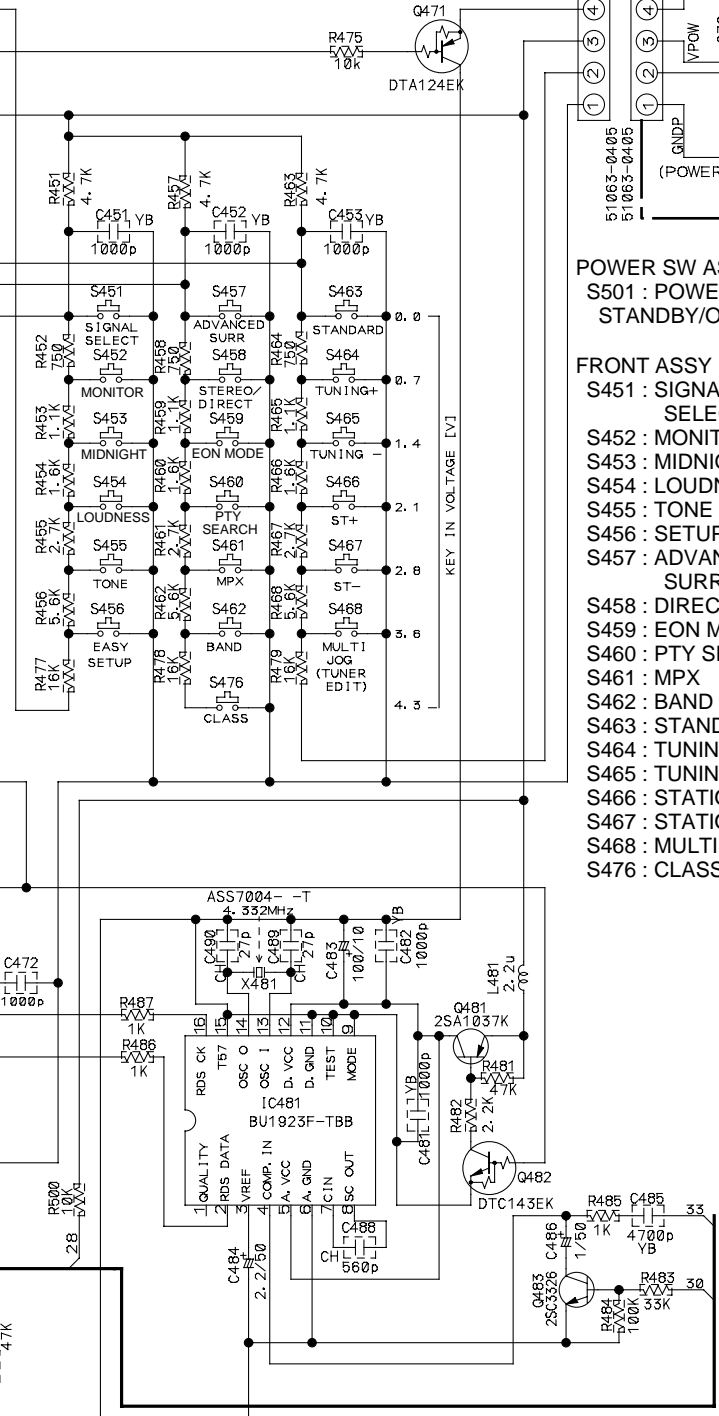 Q471
R475
10k
DTA124EK
4
3
2
1
4
3
2
1
VPOW
GNDP
(POWER
51063-0405
51063-0405
R451
4.7K
R457
4.7K
R463
4.7K
C451 YB
1000p
C452 YB
1000p
C453 YB
1000p
POWER SW AS
S501 : POWE
STANDBY/O
FRONT ASSY
S451 : SIGNA
SELE
S452 : MONIT
S453 : MIDNIG
S454 : LOUDN
S455 : TONE
S456 : SETUP
S457 : ADVAN
SURR
S458 : DIREC
S459 : EON M
S460 : PTY SE
S461 : MPX
S462 : BAND
S463 : STAND
S464 : TUNIN
S465 : TUNIN
S466 : STATIO
S467 : STATIO
S468 : MULTI
S476 : CLASS
S451
SIGNAL
SELECT
S457
ADVANCED
SURR
S463
STANDARD
0.0
R452
750
R458
750
R464
750
S452
MONITOR
S458
STEREO/
DIRECT
S464
TUNING+
0.7
R453
1.1K
R459
1.1K
R465
1.1K
S453
MIDNIGHT
S459
EON MODE
S465
TUNING -
1.4
R454
1.6K
R460
1.6K
R466
1.6K
S454
LOUDNESS
S460
PTY
SEARCH
S466
ST+
2.1
R455
2.7K
R461
2.7K
R467
2.7K
S455
TONE
S461
MPX
S467
ST-
2.8
R456
5.6K
R462
5.6K
R468
5.6K
S456
EASY
SETUP
S462
BAND
S468
MULTI
JOG
(TUNER
EDIT)
3.6
R477
16K
R478
16K
R479
16K
S476
CLASS
4.3
KEY IN VOLTAGE [V]
ASS7004- -T
4.332MHz
C490
27p
CH
C489
27p
CH
X481
C483
100/10
YB
C482
1000p
C472
1000p
L481
2.2u
R487
1K
R486
1K
16 15 14 13 12 11 10 9
RDS CK
T57
OSC O
OSC I
D.VCC
D.GND
TEST
MODE
IC481
BU1923F-TBB
QUALITY
RDS DATA
VREF
COMP.IN
A.VCC
A.GND
CIN
SC OUT
1 2 3 4 5 6 7 8
Q481
2SA1037K
R481
47K
YB
1000p
C481
R482
2.2K
Q482
DTC143EK
R500
10K
28
C484
2.2/50
C488
CH
560p
C486
1/50
R485
1K
C485
4700p
YB
33
Q483
2SC3326
R483
33K
30
R484
100K
47K